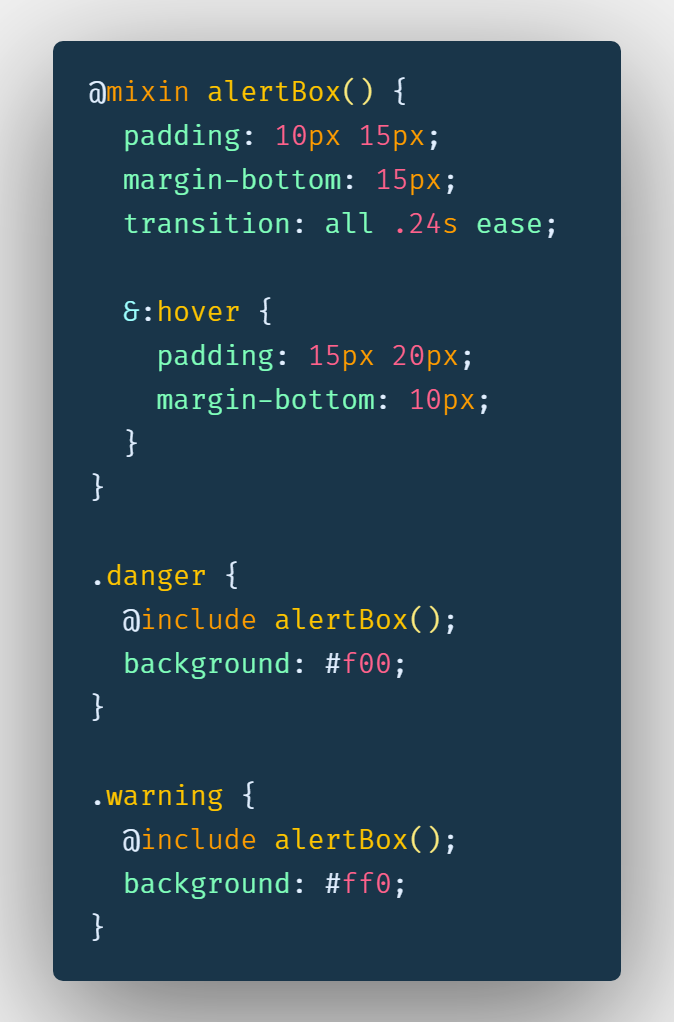 @mixin alertBox() {
  padding: 10px 15px;
  margin-bottom: 15px;
  transition: all .24s ease;

  &:hover {
    padding: 15px 20px;
    margin-bottom: 10px;
  }
}

.danger {
  @include alertBox();
  background: #f00;
}

.warning {
  @include alertBox();
  background: #ff0;
}